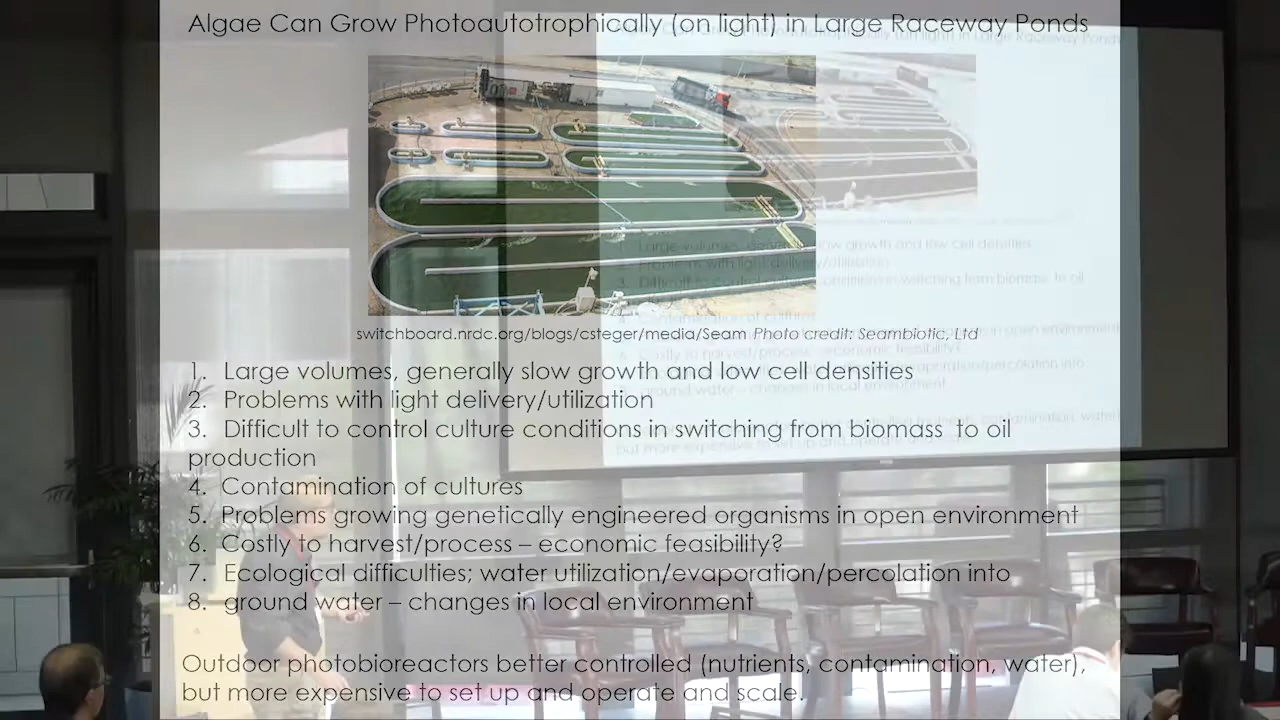 Algae Can Grow Photoautotrophically (on light) in Large Raceway Ponds
switchboard.nrdc.org/blogs/csteger/media/Seam Photo credit: Seambiotic, Ltd
1. Large volumes, generally slow growth and low cell densities
2. Problems with light delivery/utilization
3. Difficult to control culture conditions in switching from biomass to oil
production
4. Contamination of cultures
5. Problems growing genetically engineered organisms in open environment
6. Costly to harvest/process – economic feasibility?
7. Ecological difficulties; water utilization/evaporation/percolation into
8. ground water – changes in local environment
Outdoor photobioreactors better controlled (nutrients, contamination, water),
but more expensive to set up and operate and scale.